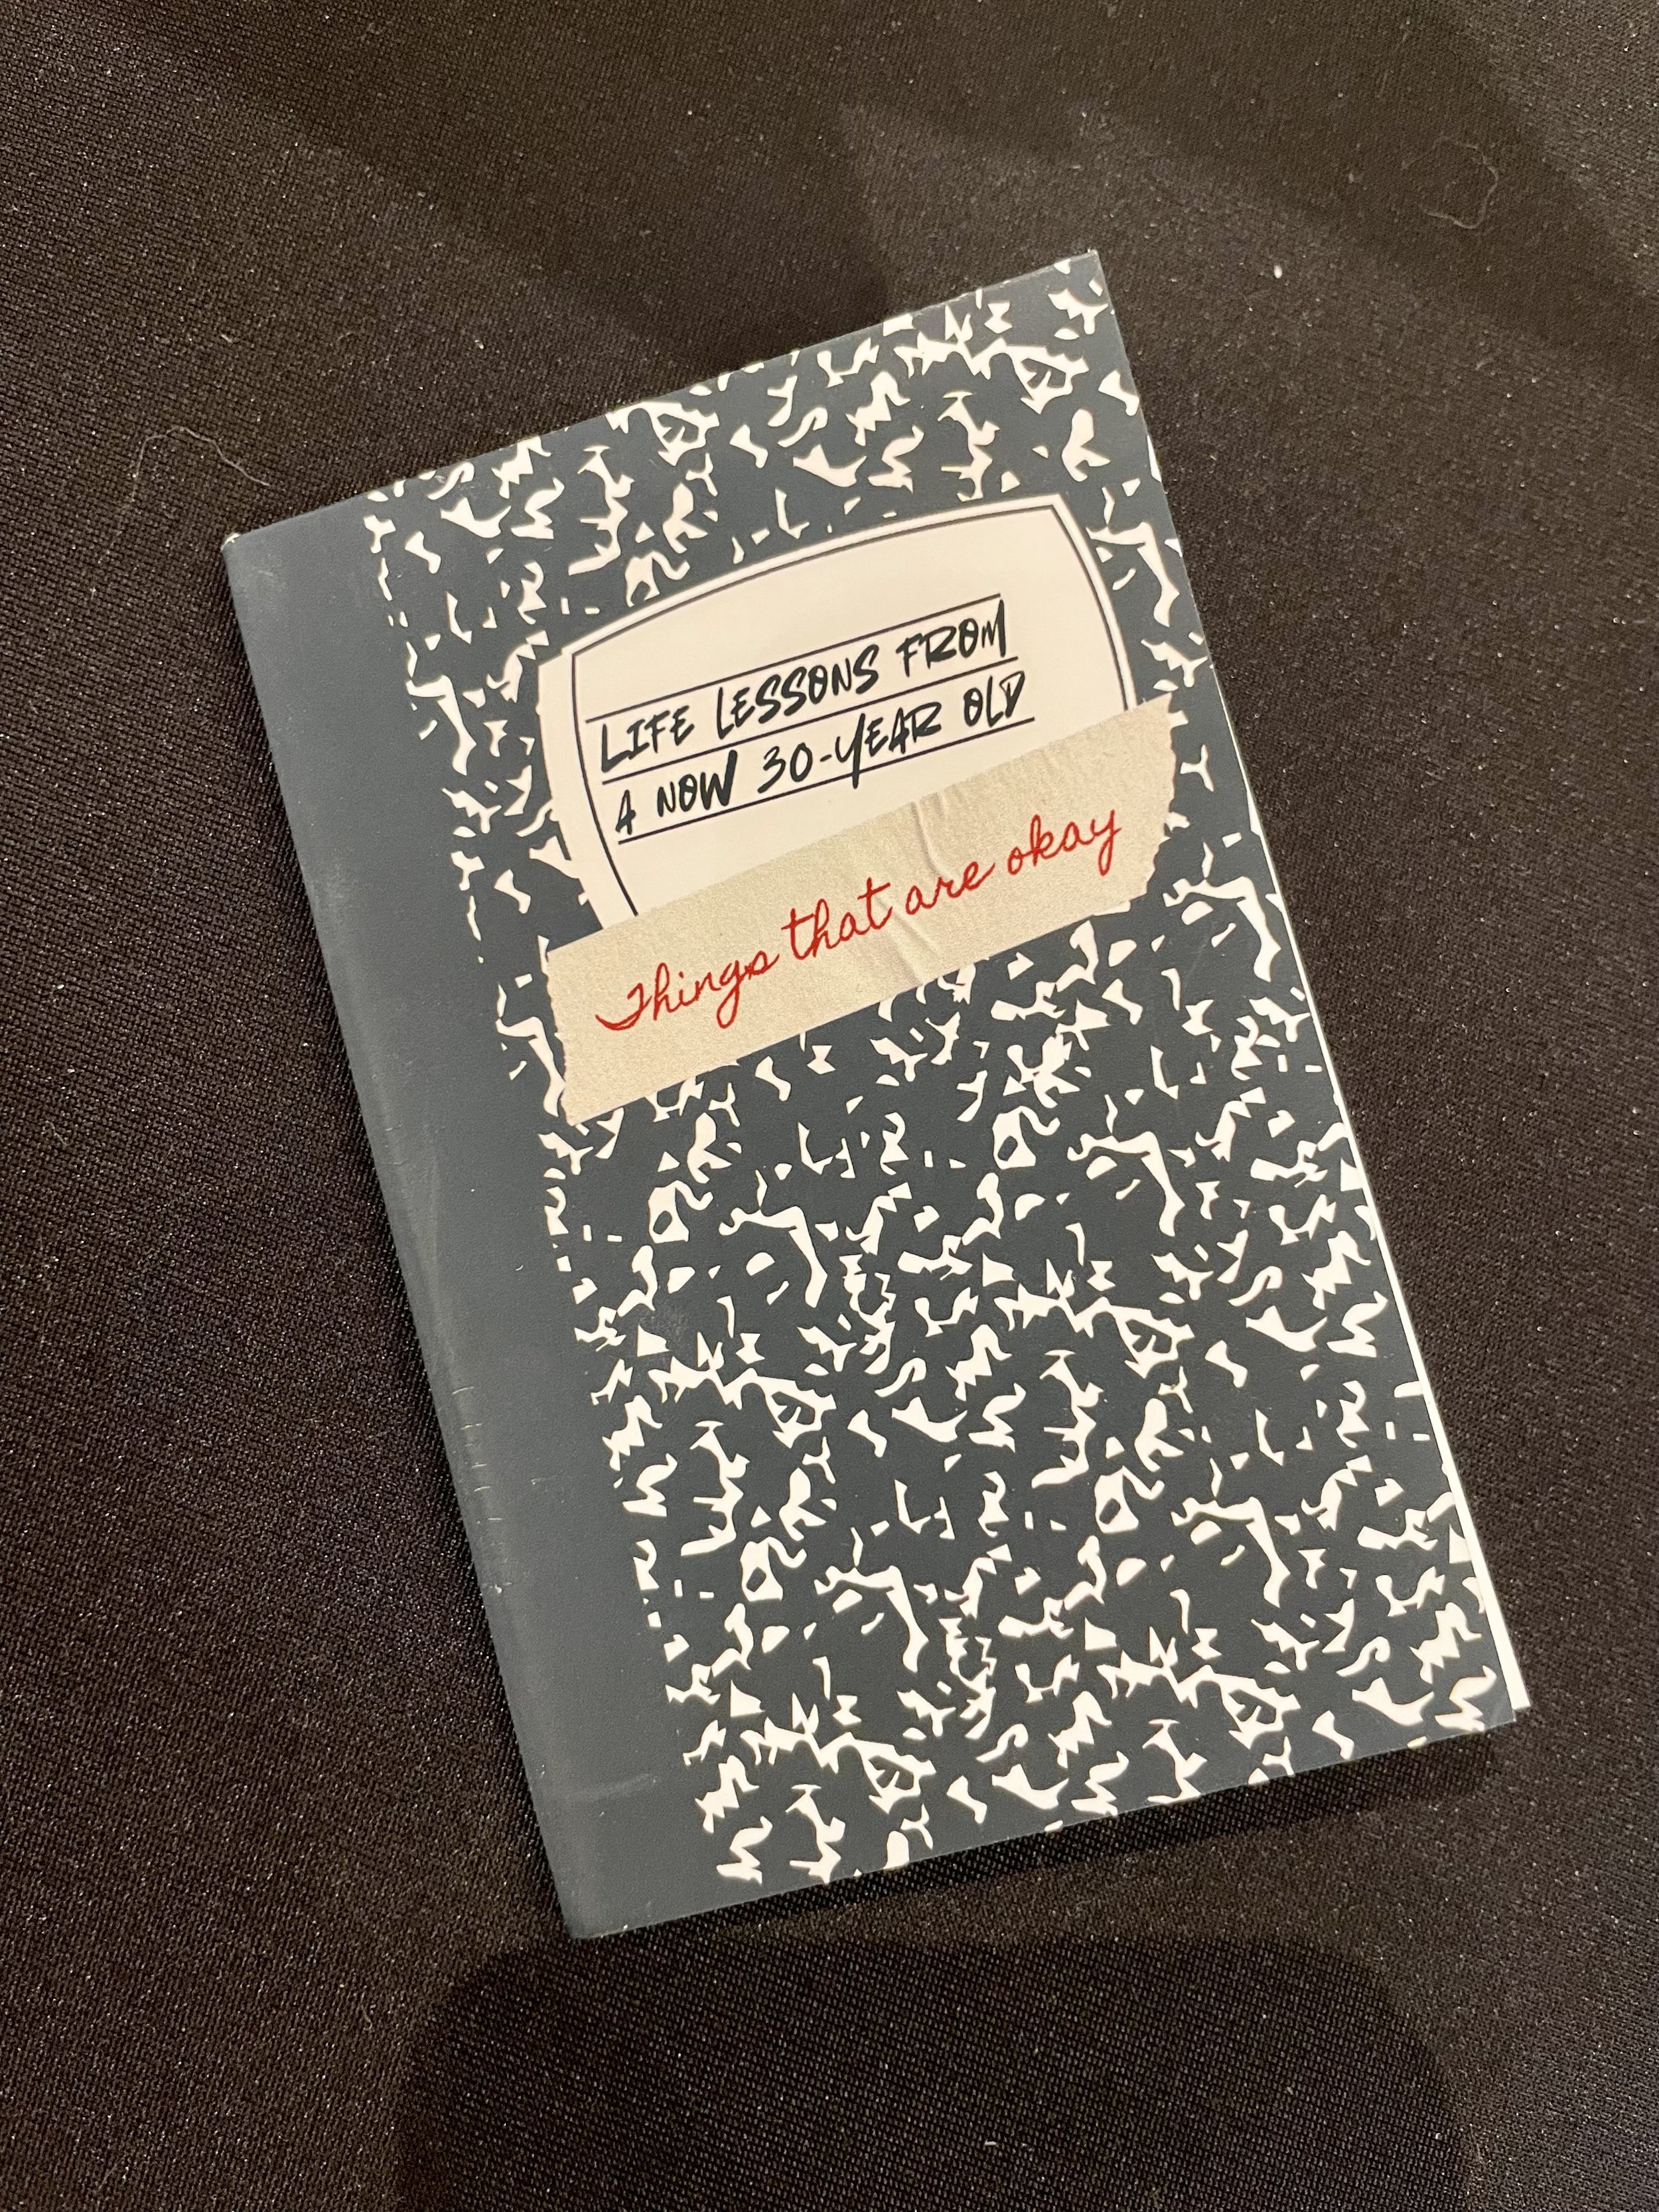 LIFE LESSONS FROM
A NOW 30-YEAR OLD
Things that are okay